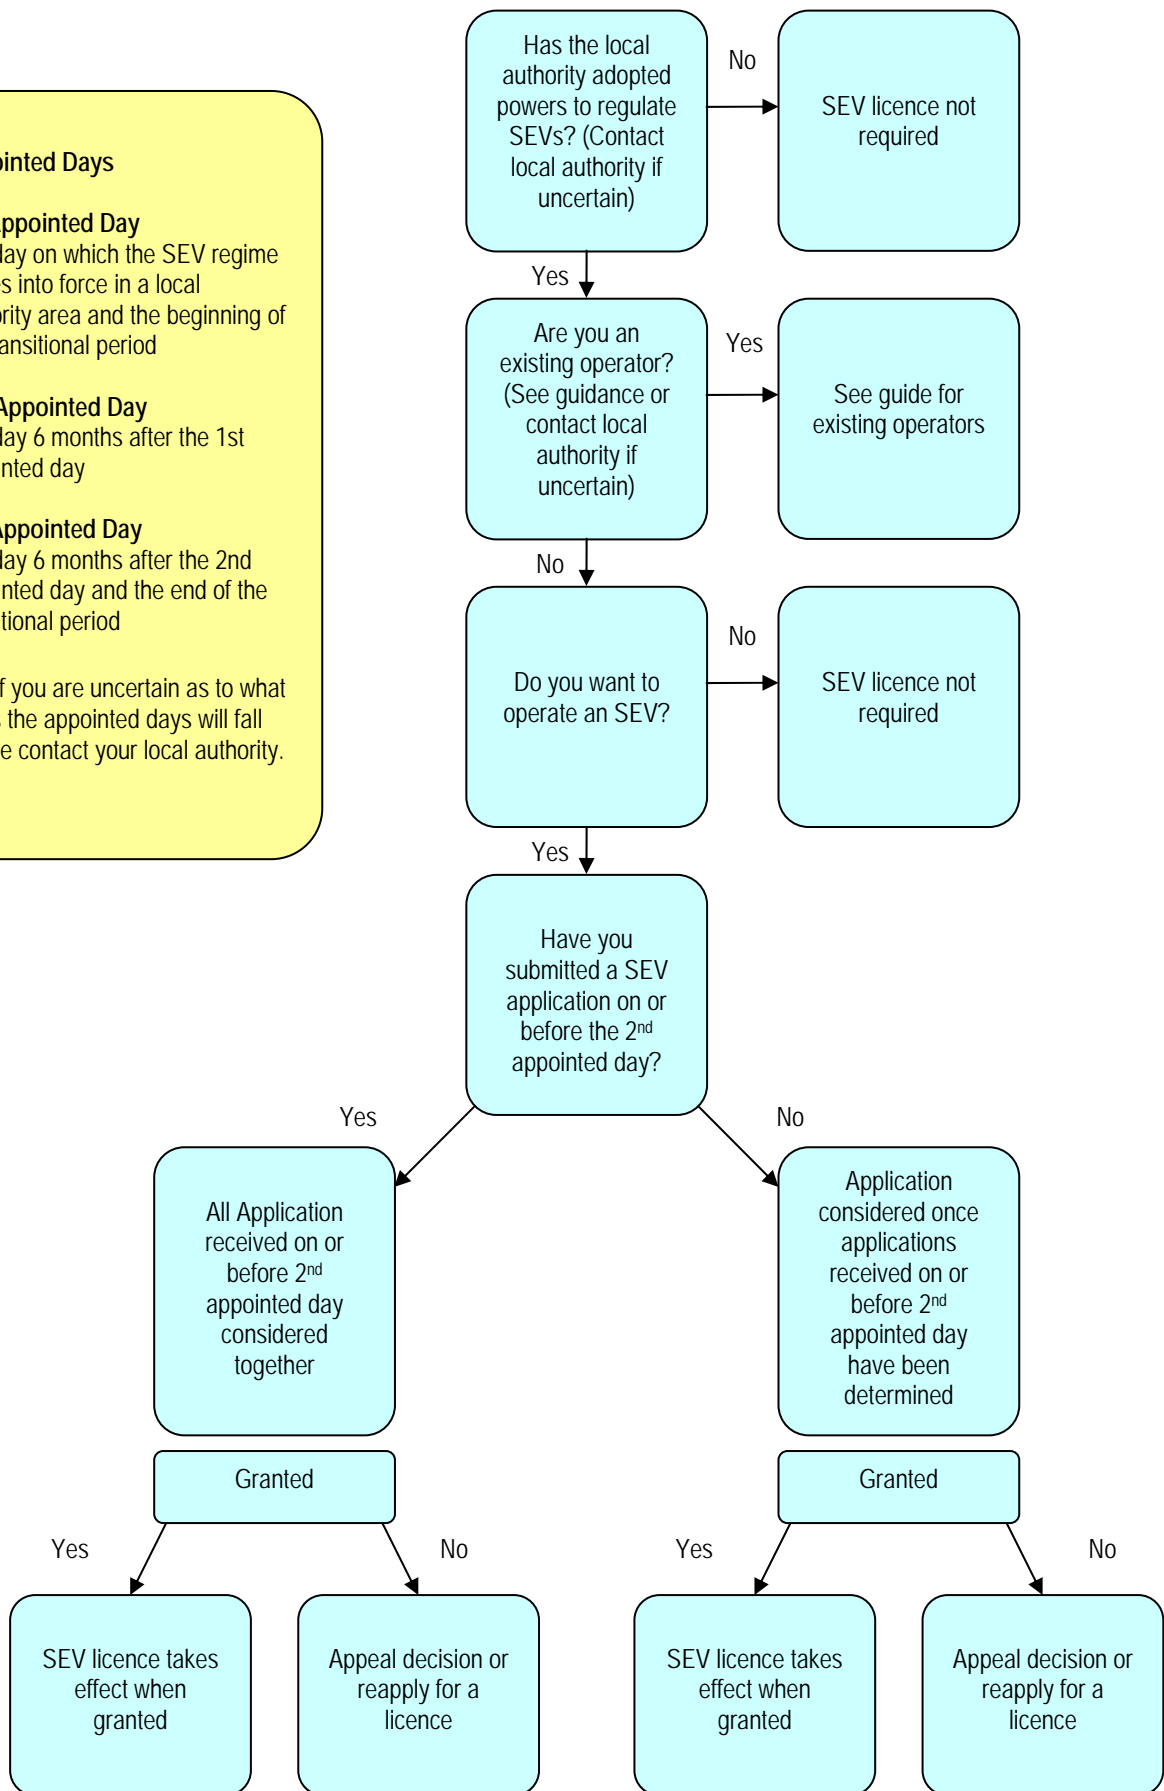 Has the local
authority adopted
powers to regulate
SEVs? (Contact
local authority if
uncertain)
No
SEV licence not
required
ointed Days
Appointed Day
day on which the SEV regime
es into force in a local
ority area and the beginning of
ransitional period
Appointed Day
day 6 months after the 1st
inted day
Appointed Day
day 6 months after the 2nd
inted day and the end of the
itional period
f you are uncertain as to what
s the appointed days will fall
e contact your local authority.
Yes
Are you an
existing operator?
(See guidance or
contact local
authority if
uncertain)
Yes
See guide for
existing operators
No
Do you want to
operate an SEV?
No
SEV licence not
required
Yes
Have you
submitted a SEV
application on or
before the 2nd
appointed day?
Yes
No
All Application
received on or
before 2nd
appointed day
considered
together
Application
considered once
applications
received on or
before 2nd
appointed day
have been
determined
Granted
Granted
Yes
No
Yes
No
SEV licence takes
effect when
granted
Appeal decision or
reapply for a
licence
SEV licence takes
effect when
granted
Appeal decision or
reapply for a
licence